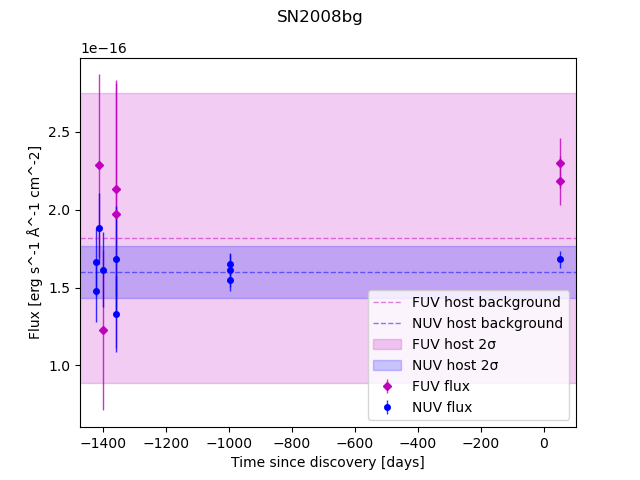 SN2008bg
1e−16
Flux [erg s^-1 Å^-1 cm^-2]
2.5
2.0
1.5
1.0
FUV host background
NUV host background
FUV host 2σ
NUV host 2σ
FUV flux
NUV flux
−1400 −1200 −1000 −800 −600 −400 −200 0
Time since discovery [days]